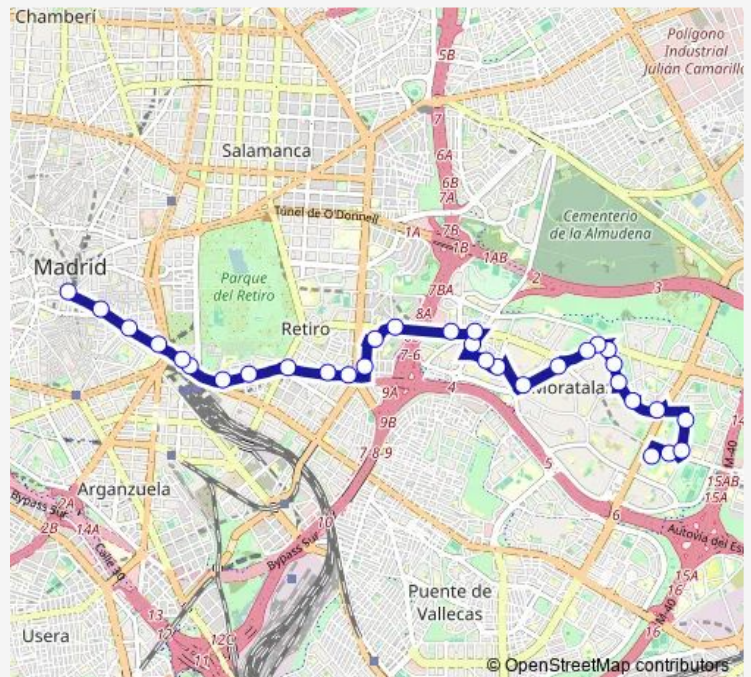 Chamberí
Polígono
Industrial
Julián Camarillo
5B
7
Salamanca
6A
6B
7A
Túnel de O'Donnell
1A
7B
1B
1AB
2
3
Cementerio
de la Almudena
Madrid
Parque
del Retiro
7BA
8A
Retiro
7-6
9A
4
Moratala
9B
7-8-9
14
5
M-40
15AB
15A
Arganzuela
Bypass Sur
2A
2B
14A
Calle 30
10
Bypass Sur
6
Autovía del Es
15A
16
M-40
16
Puente de
Vallecas
13
12
12C
11
Usera
© OpenStreetMap contributors